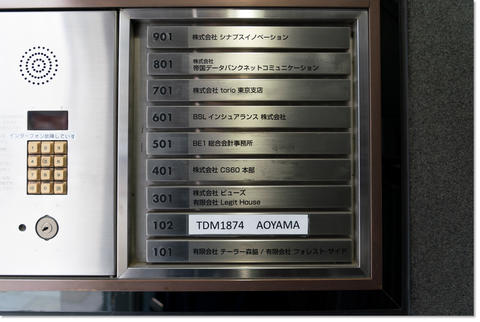 901 株式会社 シナプスイノベーション
801 株式会社
帝国データバンクネットコミュニケーション
701 株式会社 torio 東京支店
601 BSL インシュアランス 株式会社
501 BE1 総合会計事務所
401 株式会社 CS60 本部
301 株式会社 ビューズ
有限会社 Legit House
102 TDM1874 AOYAMA
101 有限会社 テーラー森脇 / 有限会社 フォレスト サイド
インターフォン故障しています